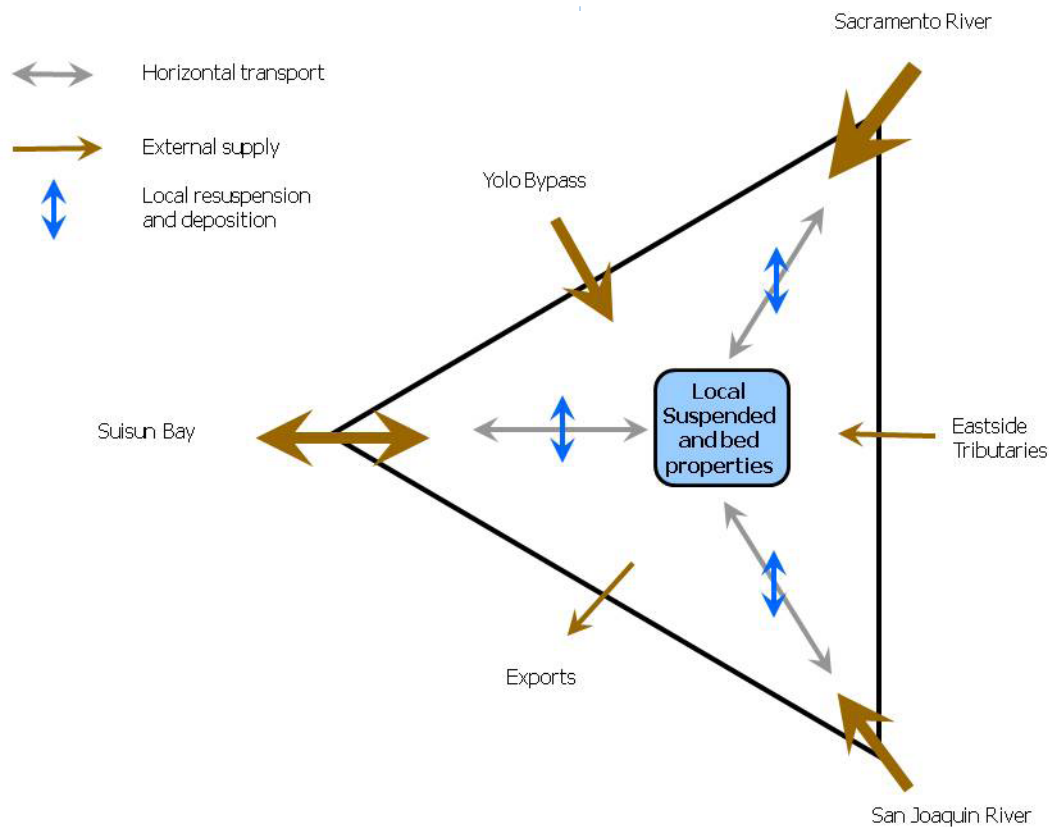 Sacramento River
Horizontal transport
External supply
Local resuspension
and deposition
Yolo Bypass
Suisun Bay
Local
Suspended
and bed
properties
Eastside
Tributaries
Exports
San Joaquin River